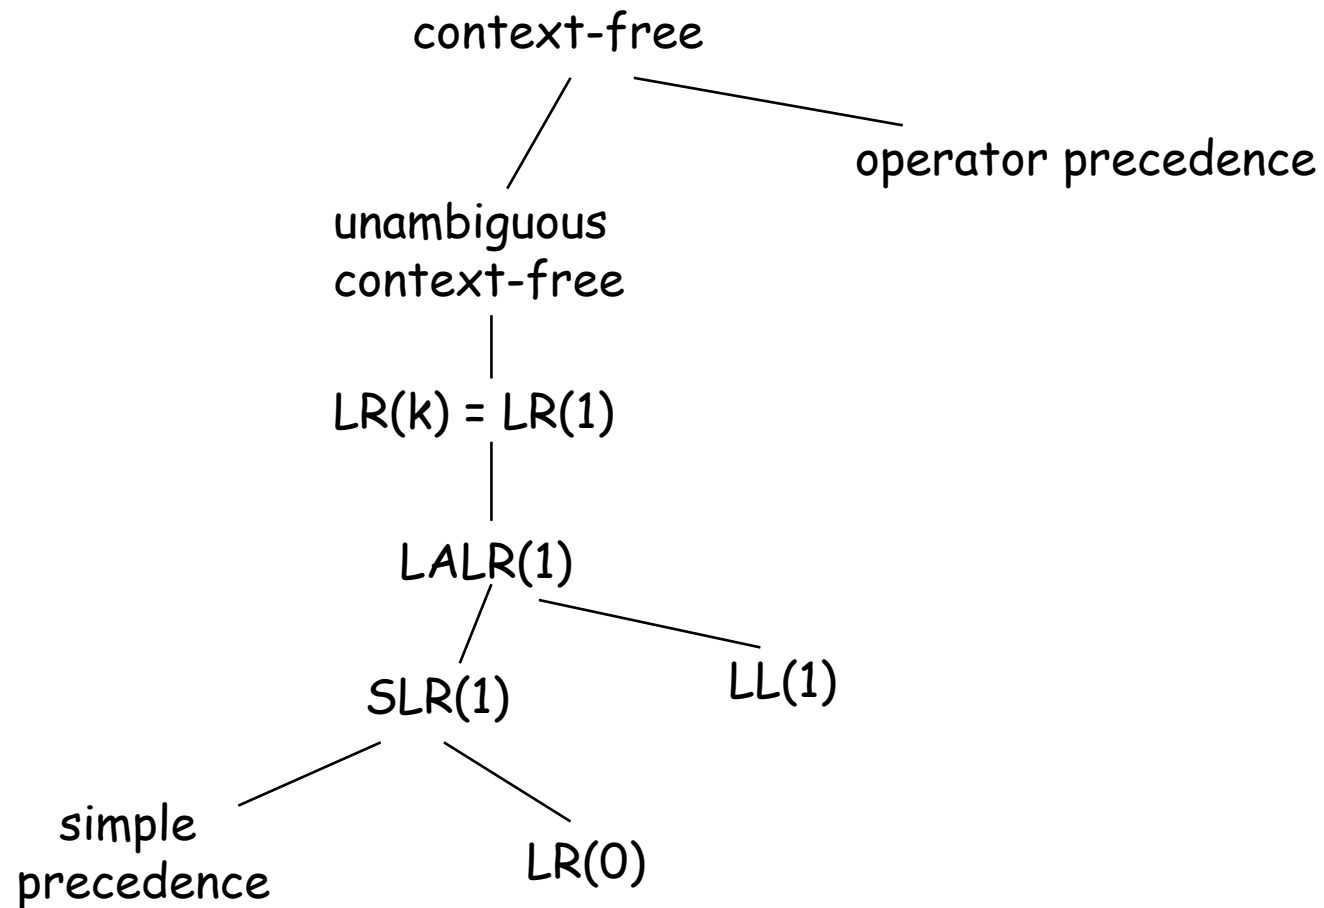 context-free
operator precedence
unambiguous
context-free
LR(k) = LR(1)
LALR(1)
LL(1)
SLR(1)
simple
precedence
LR(0)